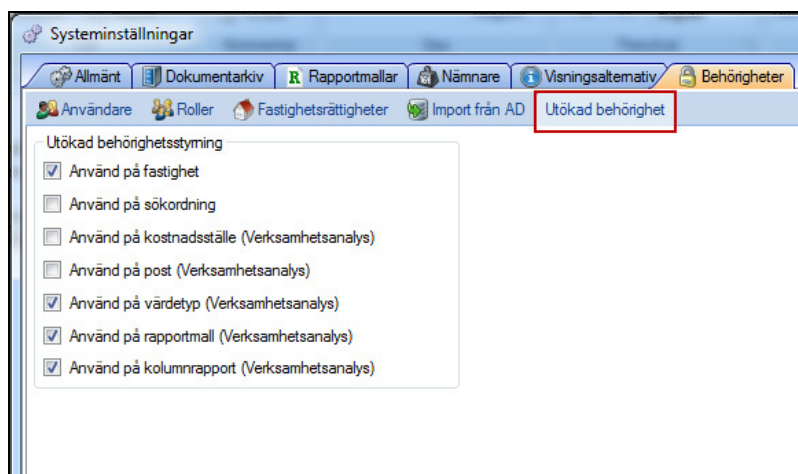 Systeminställningar
Allmänt Dokumentarkiv R Rapportmallar Nämnare Visningsalternativ Behörigheter
Användare Roller Fastighetsrättigheter Import från AD Utökad behörighet
Utökad behörighetsstyrning
Använd på fastighet
Använd på sökordning
Använd på kostnadsställe (Verksamhetsanalys)
Använd på post (Verksamhetsanalys)
Använd på värdetyp (Verksamhetsanalys)
Använd på rapportmall (Verksamhetsanalys)
Använd på kolumnrapport (Verksamhetsanalys)